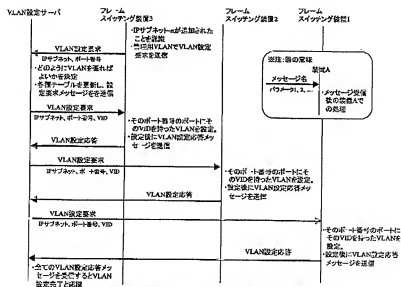 VLAN設定サーバ
フレーム
スイッチング装置3
フレーム
スイッチング装置2
フレーム
スイッチング装置1
・IPサブネット-aが追加された
ことを認識
・管理用VLANでVLAN設定
要求を送信
VLAN設定要求
IPサブネット、ポート番号
・どのようにVLANを張れば
よいかを決定
・各種テーブルを更新し、設
定要求メッセージを送信
※注：図の意味
装置A
メッセージ名
パラメータ1, 2, ...
・メッセージ受信
後の装置Aで
の処理
VLAN設定要求
IPサブネット、ポート番号、VID
・そのポート番号のポートにそ
のVIDを持ったVLANを設定。
・設定後にVLAN設定応答メッ
セージを送信
VLAN設定応答
VLAN設定要求
IPサブネット、ポート番号、VID
・そのポート番号のポートにそ
のVIDを持ったVLANを設定。
・設定後にVLAN設定応答メッ
セージを送信
VLAN設定応答
VLAN設定要求
IPサブネット、ポート番号、VID
・そのポート番号のポートに
そのVIDを持ったVLANを
設定。
・設定後にVLAN設定応答
メッセージを送信
VLAN設定応答
・全てのVLAN設定応答メッ
セージを受信するとVLAN
設定完了と認識